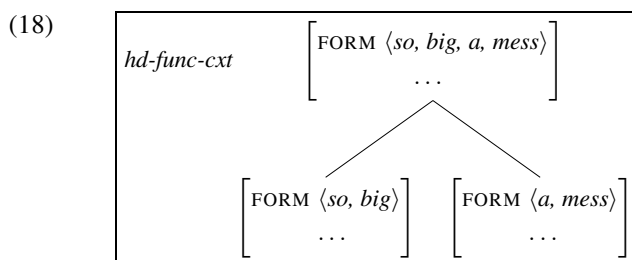 (18)
hd-func-cxt
FORM ⟨so, big, a, mess⟩
...
FORM ⟨so, big⟩
...
FORM ⟨a, mess⟩
...